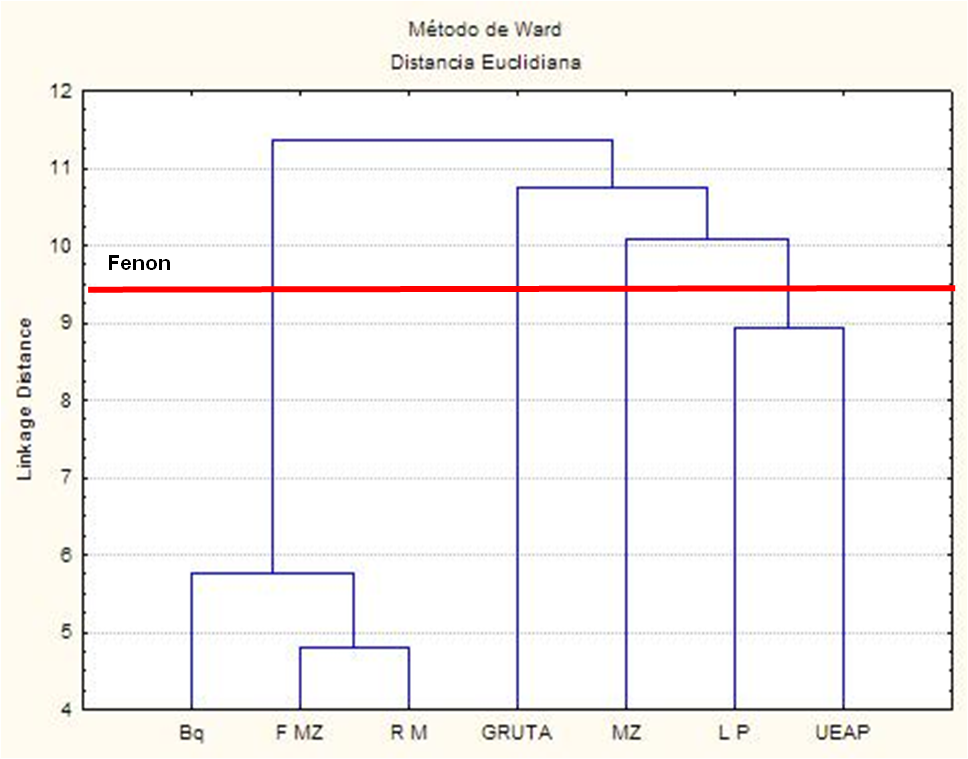 Método de Ward
Distancia Euclidiana
12
11
10
Fenon
9
8
7
6
5
4
Linkage Distance
Bq F MZ R M GRUTA MZ L P UEAP